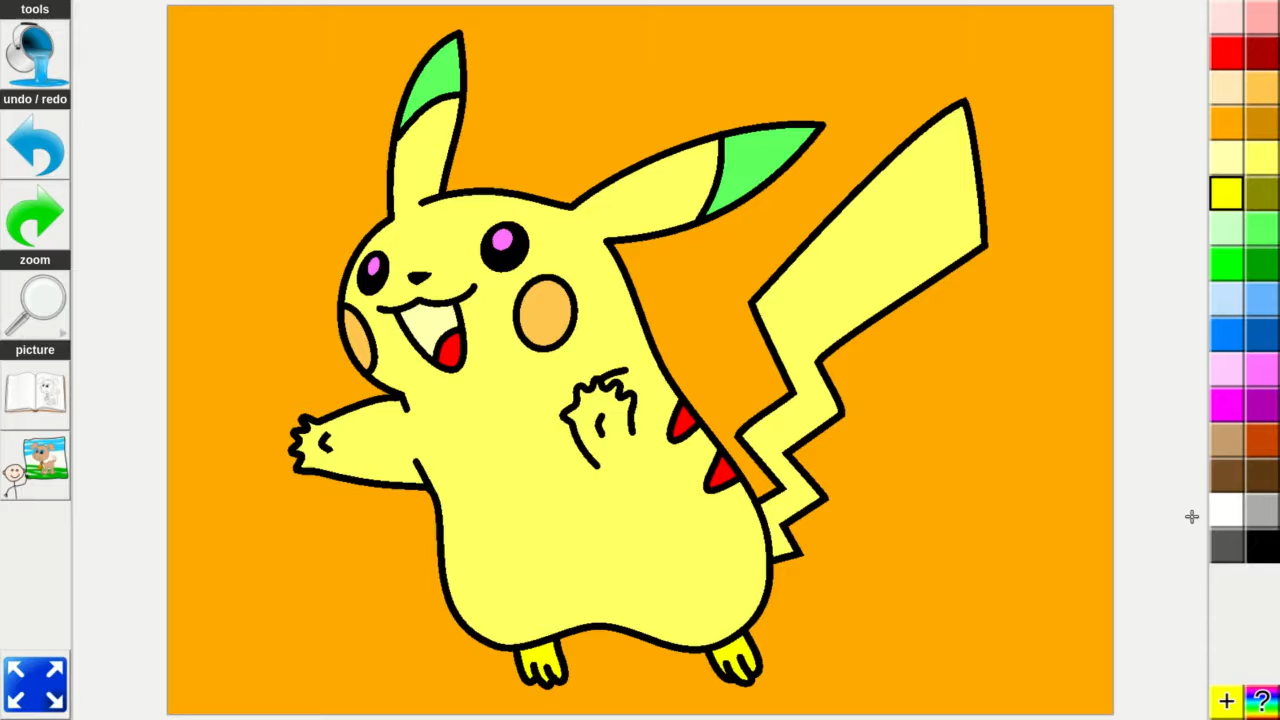 tools
undo / redo
zoom
picture
+ ?